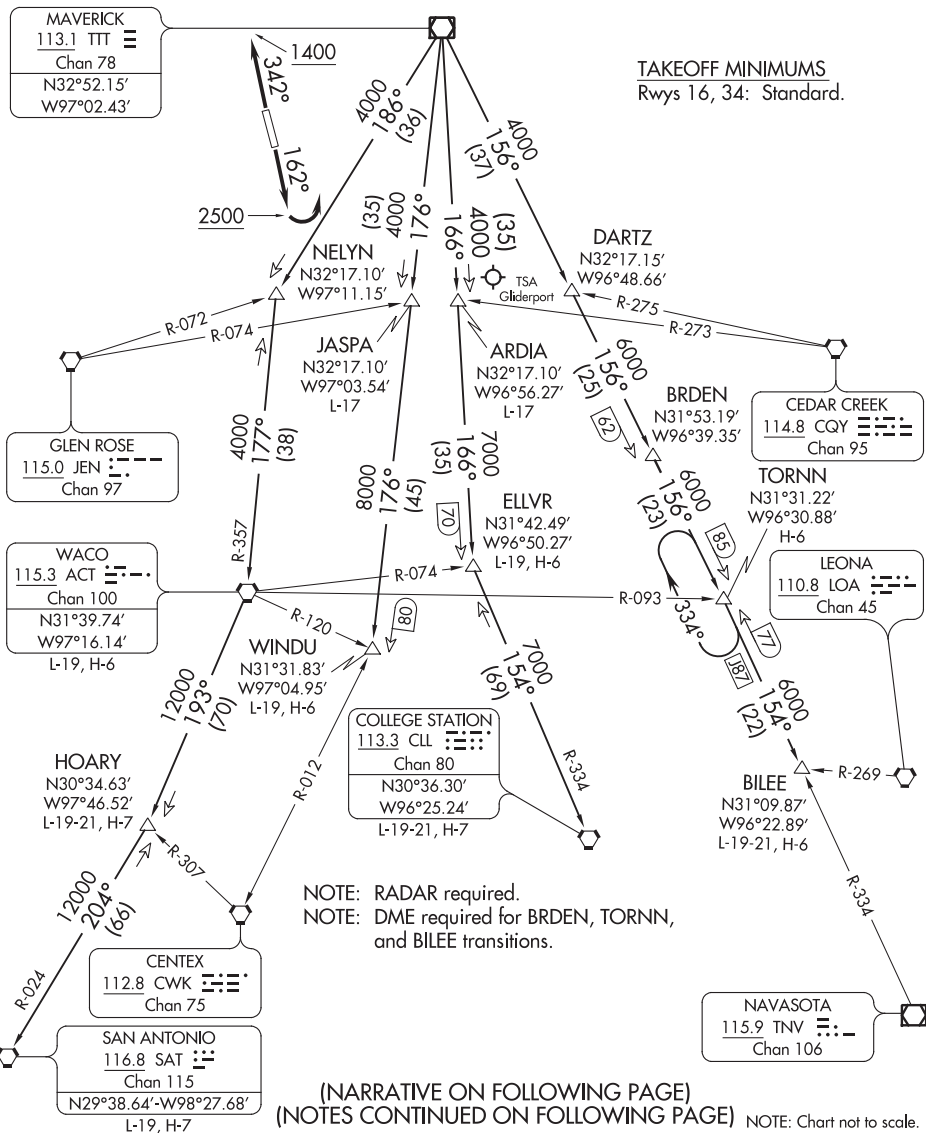 MAVERICK
113.1 TTT
Chan 78
N32°52.15'
W97°02.43'
1400
342°
162°
2500
TAKEOFF MINIMUMS
Rwys 16, 34: Standard.
4000
186°
(36)
4000
176°
(35)
4000
166°
(35)
4000
156°
(37)
NELYN
N32°17.10'
W97°11.15'
DARTZ
N32°17.15'
W96°48.66'
TSA
Gliderport
R-072
R-074
R-275
R-273
JASPA
N32°17.10'
W97°03.54'
L-17
ARDIA
N32°17.10'
W96°56.27'
L-17
6000
156°
(25)
62
BRDEN
N31°53.19'
W96°39.35'
CEDAR CREEK
114.8 CQY
Chan 95
GLEN ROSE
115.0 JEN
Chan 97
4000
177°
(38)
R-357
8000
176°
(45)
7000
166°
(35)
70
ELLVR
N31°42.49'
W96°50.27'
L-19, H-6
6000
156°
(23)
85
TORNN
N31°31.22'
W96°30.88'
H-6
WACO
115.3 ACT
Chan 100
N31°39.74'
W97°16.14'
L-19, H-6
R-074
R-093
R-120
LEONA
110.8 LOA
Chan 45
334°
J87
77
WINDU
N31°31.83'
W97°04.95'
L-19, H-6
80
12000
193°
(70)
7000
154°
(69)
R-334
6000
154°
(22)
COLLEGE STATION
113.3 CLL
Chan 80
N30°36.30'
W96°25.24'
L-19-21, H-7
R-012
HOARY
N30°34.63'
W97°46.52'
L-19-21, H-7
BILEE
N31°09.87'
W96°22.89'
L-19-21, H-6
R-269
R-334
R-307
12000
204°
(66)
R-024
NOTE: RADAR required.
NOTE: DME required for BRDEN, TORNN,
and BILEE transitions.
CENTEX
112.8 CWK
Chan 75
NAVASOTA
115.9 TNV
Chan 106
SAN ANTONIO
116.8 SAT
Chan 115
N29°38.64'-W98°27.68'
L-19, H-7
(NARRATIVE ON FOLLOWING PAGE)
(NOTES CONTINUED ON FOLLOWING PAGE)
NOTE: Chart not to scale.